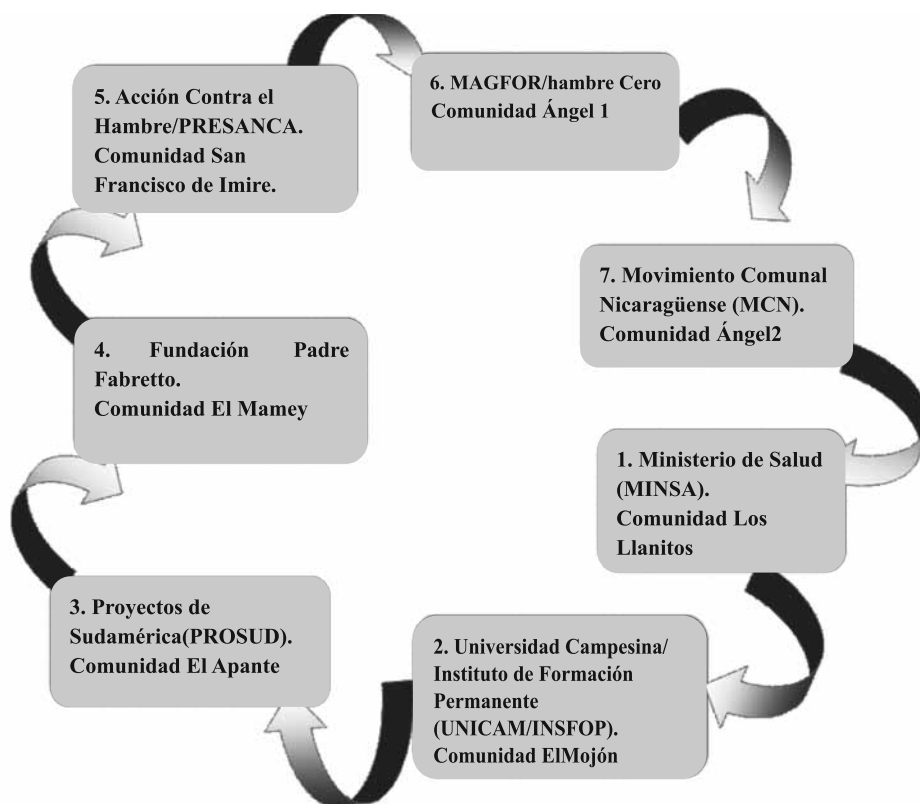 5. Acción Contra el
Hambre/PRESANCA.
Comunidad San
Francisco de Imire.
6. MAGFOR/hambre Cero
Comunidad Ángel 1
7. Movimiento Comunal
Nicaragüense (MCN).
Comunidad Ángel2
4. Fundación Padre
Fabretto.
Comunidad El Mamey
1. Ministerio de Salud
(MINSA).
Comunidad Los
Llanitos
3. Proyectos de
Sudamérica(PROSUD).
Comunidad El Apante
2. Universidad Campesina/
Instituto de Formación
Permanente
(UNICAM/INSFOP).
Comunidad ElMojón